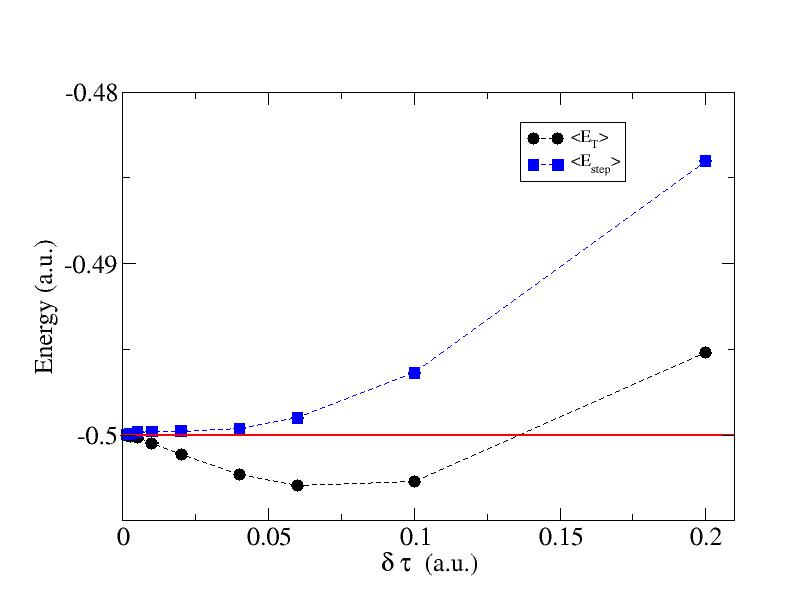 -0.48
<E_T>
<E_step>
-0.49
Energy (a.u.)
-0.5
0 0.05 0.1 0.15 0.2
δ τ (a.u.)